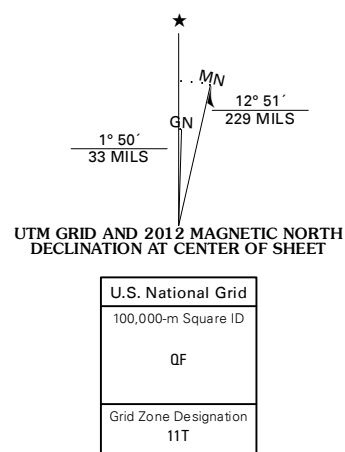 MN
12° 51´
229 MILS
GN
1° 50´
33 MILS
UTM GRID AND 2012 MAGNETIC NORTH
DECLINATION AT CENTER OF SHEET
U.S. National Grid
100,000-m Square ID
QF
Grid Zone Designation
11T